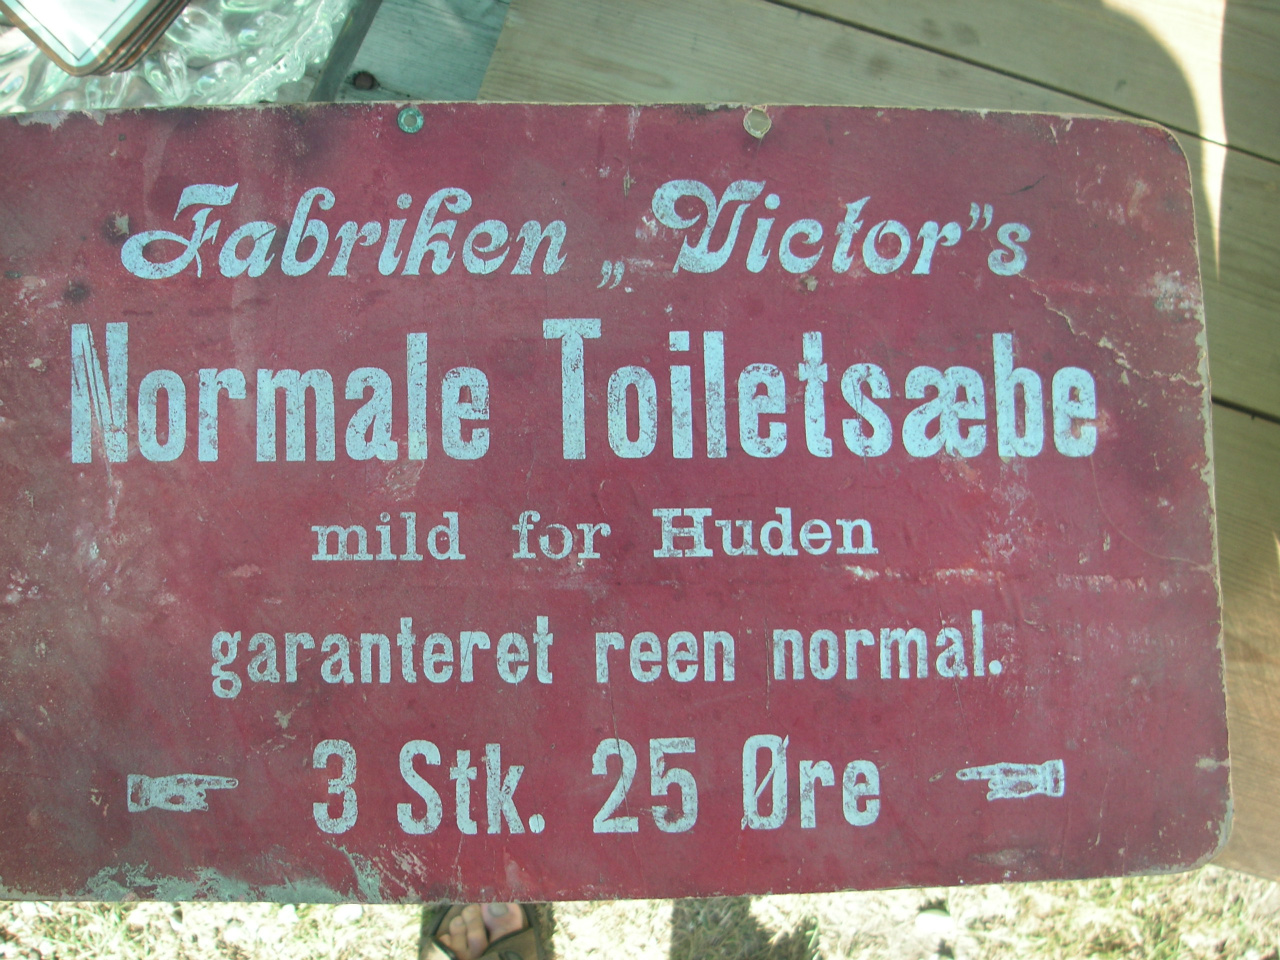 Fabriken „Victor”s
Normale Toiletsæbe
mild for Huden
garanteret reen normal.
3 Stk. 25 Øre